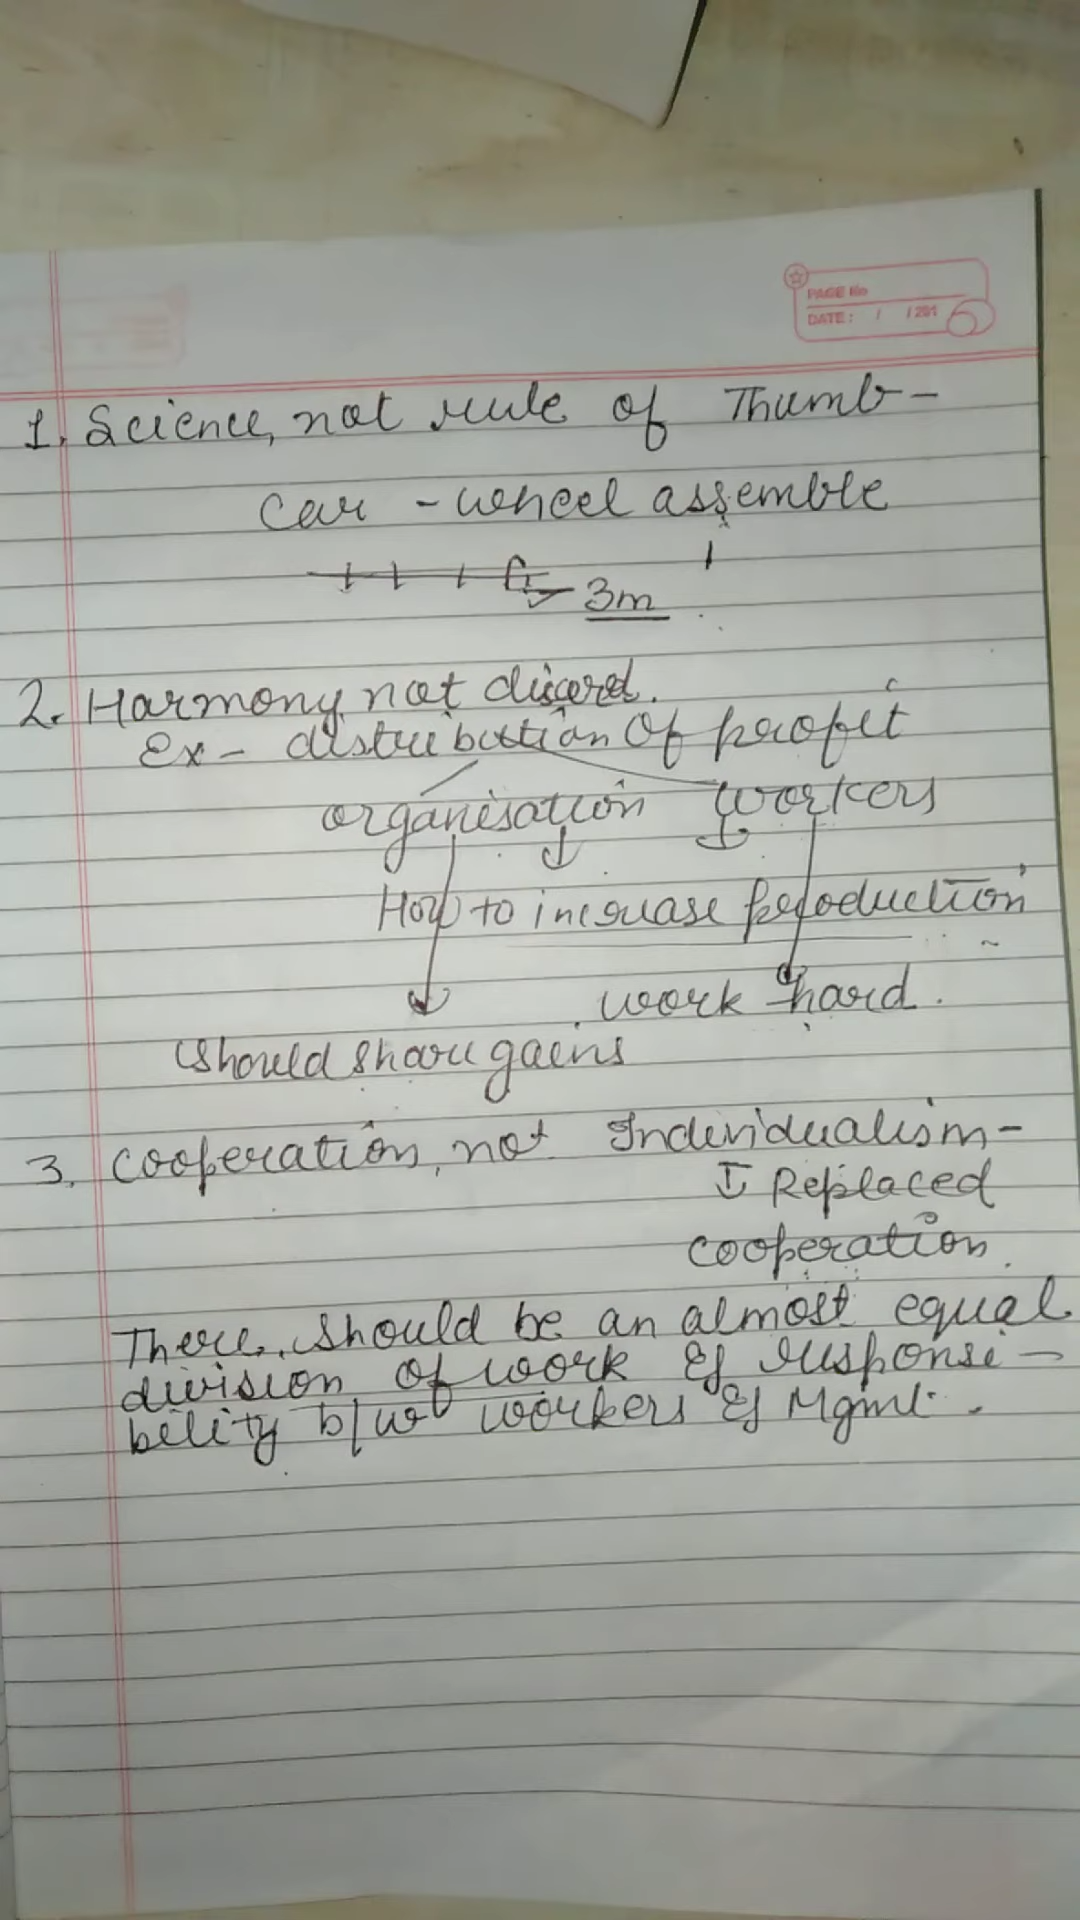 PAGE No
DATE: / /201
1. Science, not rule of Thumb-
car - wheel assemble
3m
2. Harmony, not discord.
Ex- distribution Of profit
organisation workers
How to increase production
work hard.
should share gains
3. cooperation, not Individualism-
Replaced
cooperation
There should be an almost equal
division of work & responsi-
bility b/w workers & Mgmt.